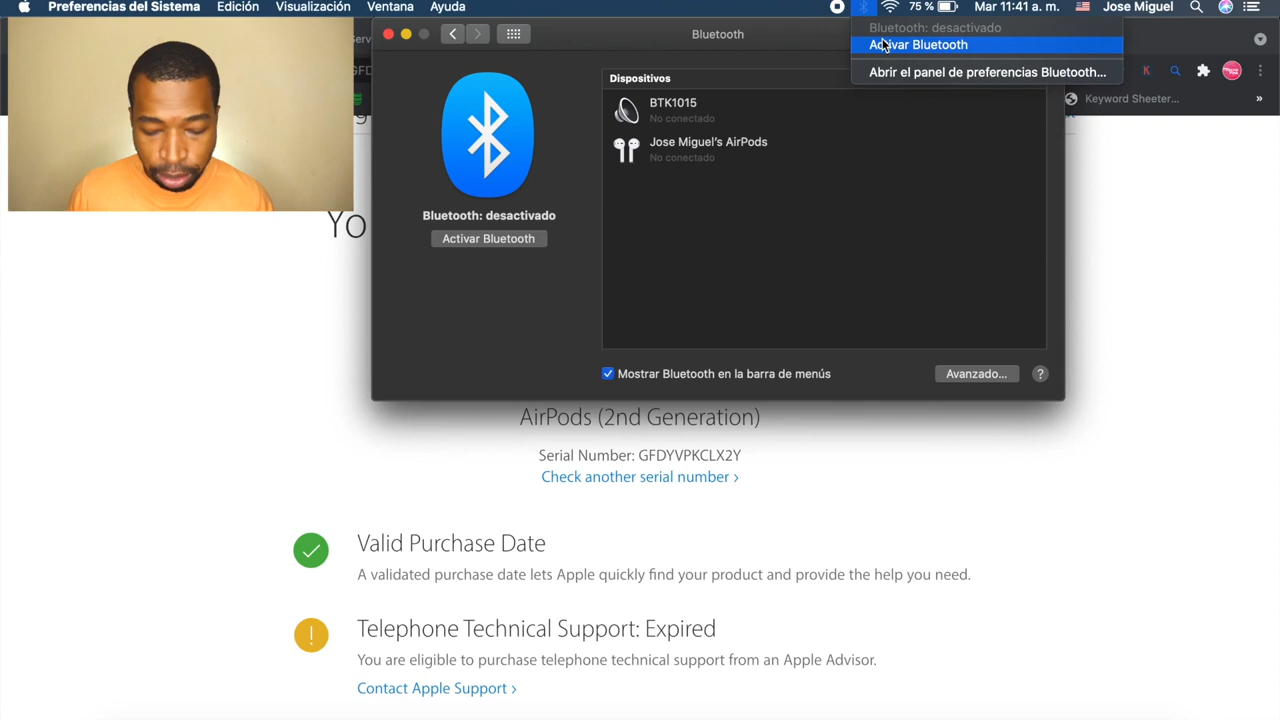 Preferencias del Sistema Edición Visualización Ventana Ayuda 75 % Mar 11:41 a. m. Jose Miguel
Bluetooth: desactivado
Activar Bluetooth
Abrir el panel de preferencias Bluetooth...
Bluetooth
Keyword Sheeter... »
Dispositivos
BTK1015
No conectado
Jose Miguel's AirPods
No conectado
Bluetooth: desactivado
Activar Bluetooth
Mostrar Bluetooth en la barra de menús
Avanzado... ?
Yo
AirPods (2nd Generation)
Serial Number: GFDYVPKCLX2Y
Check another serial number ›
Valid Purchase Date
A validated purchase date lets Apple quickly find your product and provide the help you need.
Telephone Technical Support: Expired
You are eligible to purchase telephone technical support from an Apple Advisor.
Contact Apple Support ›